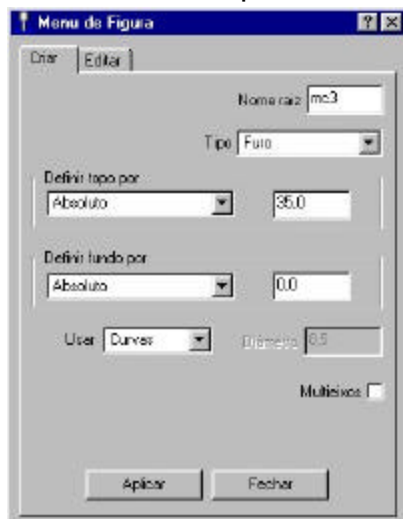 Menu de Figura
Criar Editar
Nome raiz mc3
Tipo Furo
Definir topo por
Absoluto 35.0
Definir fundo por
Absoluto 0.0
Usar Curvas Diâmetro 0.5
Multieixos
Aplicar Fechar